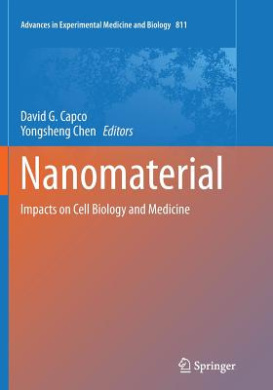 Advances in Experimental Medicine and Biology 811
David G. Capco
Yongsheng Chen Editors
Nanomaterial
Impacts on Cell Biology and Medicine
Springer